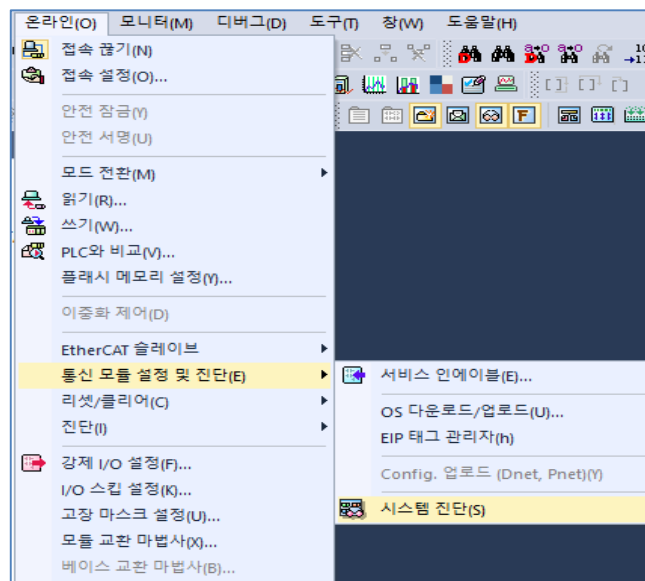 온라인(O) 모니터(M) 디버그(D) 도구(T) 창(W) 도움말(H)
접속 끊기(N)
접속 설정(O)...
안전 잠금(Y)
안전 서명(U)
모드 전환(M)
읽기(R)...
쓰기(W)...
PLC와 비교(V)...
플래시 메모리 설정(Y)...
이중화 제어(D)
EtherCAT 슬레이브
통신 모듈 설정 및 진단(E)
리셋/클리어(C)
진단(I)
강제 I/O 설정(F)...
I/O 스킵 설정(K)...
고장 마스크 설정(U)...
모듈 교환 마법사(X)...
베이스 교환 마법사(B)...
서비스 인에이블(E)...
OS 다운로드/업로드(U)...
EIP 태그 관리자(h)
Config. 업로드 (Dnet, Pnet)(Y)
시스템 진단(S)